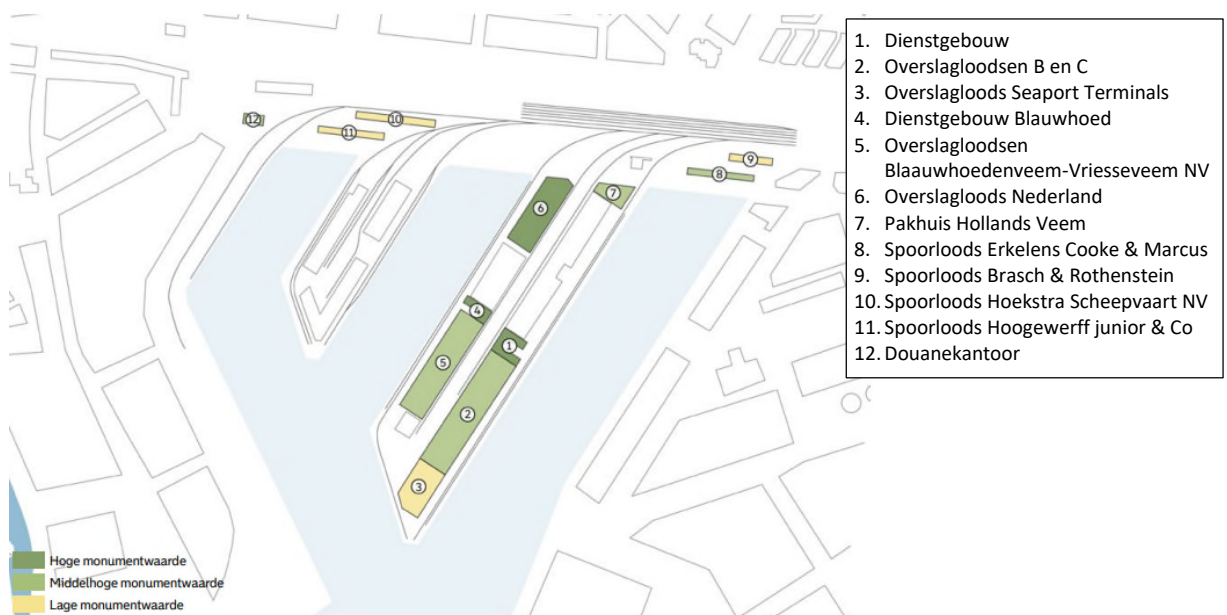 1. Dienstgebouw
2. Overslagloodsen B en C
3. Overslagloods Seaport Terminals
4. Dienstgebouw Blauwhoed
5. Overslagloodsen
Blaauwhoedenveem-Vriesseveem NV
6. Overslagloods Nederland
7. Pakhuis Hollands Veem
8. Spoorloods Erkelens Cooke & Marcus
9. Spoorloods Brasch & Rothenstein
10. Spoorloods Hoekstra Scheepvaart NV
11. Spoorloods Hoogewerff junior & Co
12. Douanekantoor
12
10
11
9
8
7
6
4
1
5
2
3
Hoge monumentwaarde
Middelhoge monumentwaarde
Lage monumentwaarde